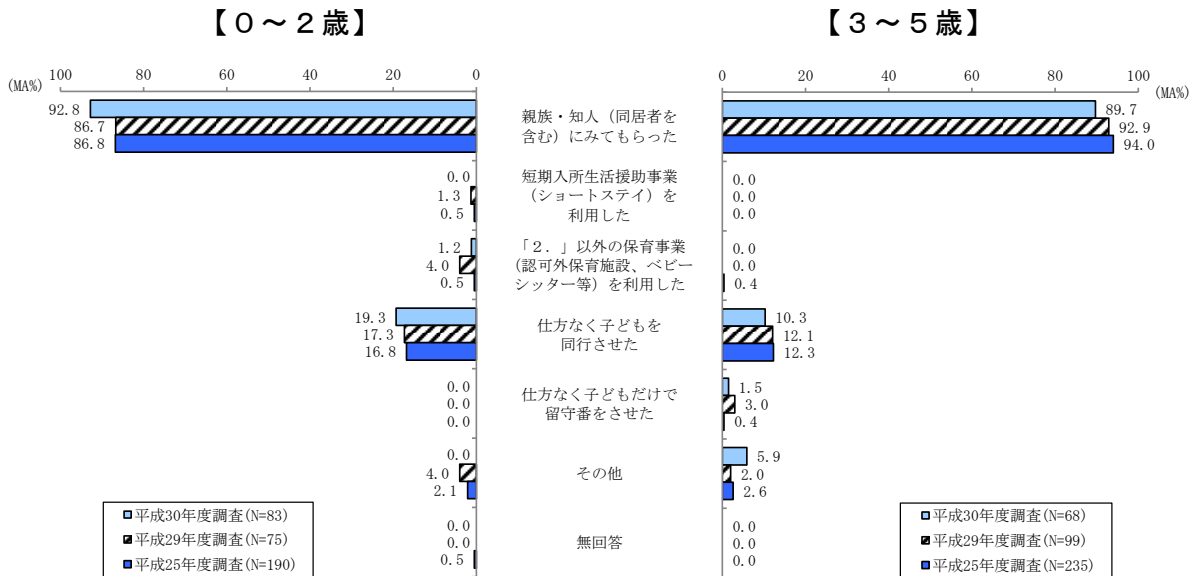 【０～２歳】
【３～５歳】
100 80 60 40 20 0
(MA%)
0 20 40 60 80 100
(MA%)
92.8
86.7
86.8
親族・知人（同居者を
含む）にみてもらった
89.7
92.9
94.0
0.0
1.3
0.5
短期入所生活援助事業
（ショートステイ）を
利用した
0.0
0.0
0.0
1.2
4.0
0.5
「２．」以外の保育事業
(認可外保育施設、ベビー
シッター等）を利用した
0.0
0.0
0.4
19.3
17.3
16.8
仕方なく子どもを
同行させた
10.3
12.1
12.3
0.0
0.0
0.0
仕方なく子どもだけで
留守番をさせた
1.5
3.0
0.4
0.0
4.0
2.1
その他
5.9
2.0
2.6
0.0
0.0
0.5
無回答
0.0
0.0
0.0
平成30年度調査(N=83)
平成29年度調査(N=75)
平成25年度調査(N=190)
平成30年度調査(N=68)
平成29年度調査(N=99)
平成25年度調査(N=235)